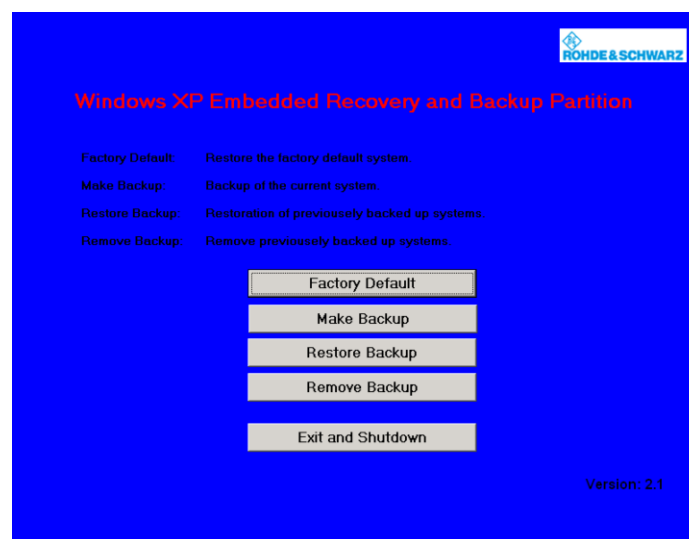 ROHDE & SCHWARZ
Windows XP Embedded Recovery and Backup Partition
Factory Default: Restore the factory default system.
Make Backup: Backup of the current system.
Restore Backup: Restoration of previousely backed up systems.
Remove Backup: Remove previousely backed up systems.
Factory Default
Make Backup
Restore Backup
Remove Backup
Exit and Shutdown
Version: 2.1